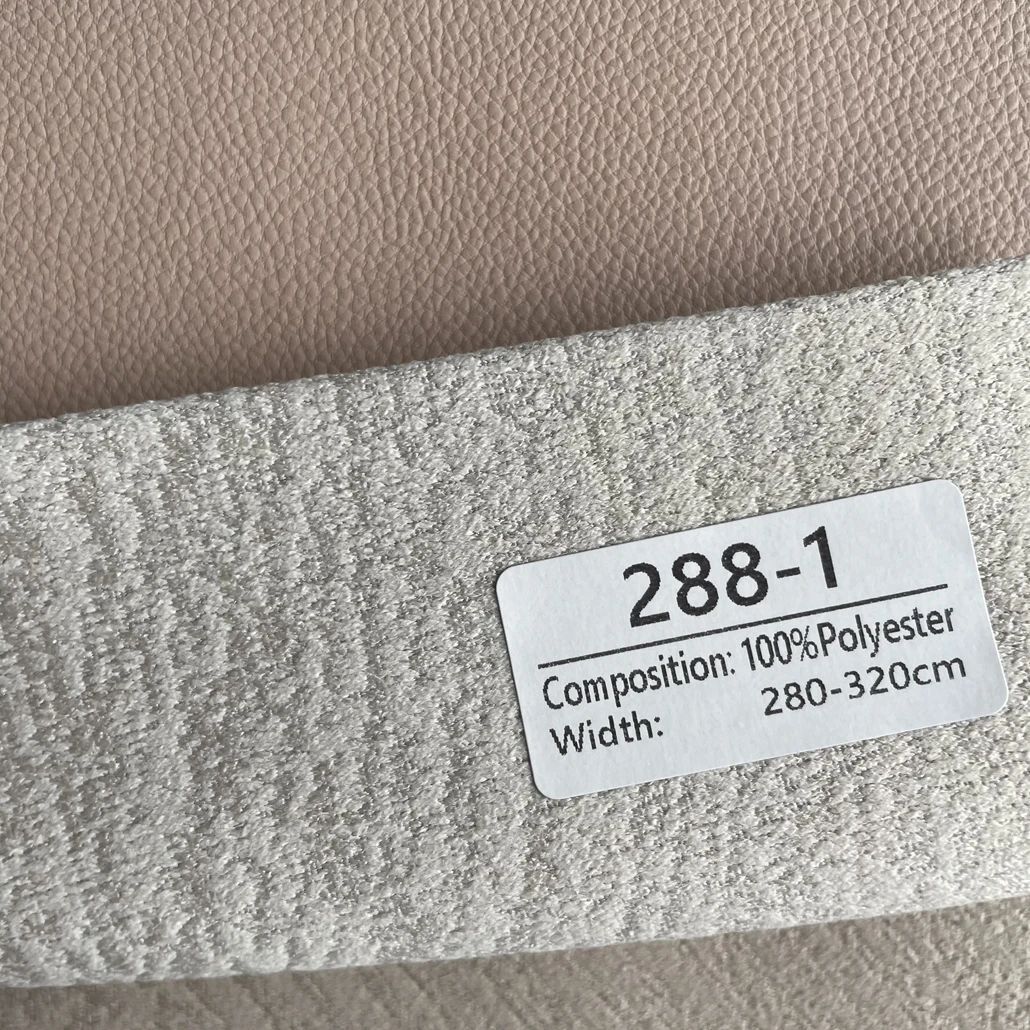 288-1
Composition: 100%Polyester
Width: 280-320cm